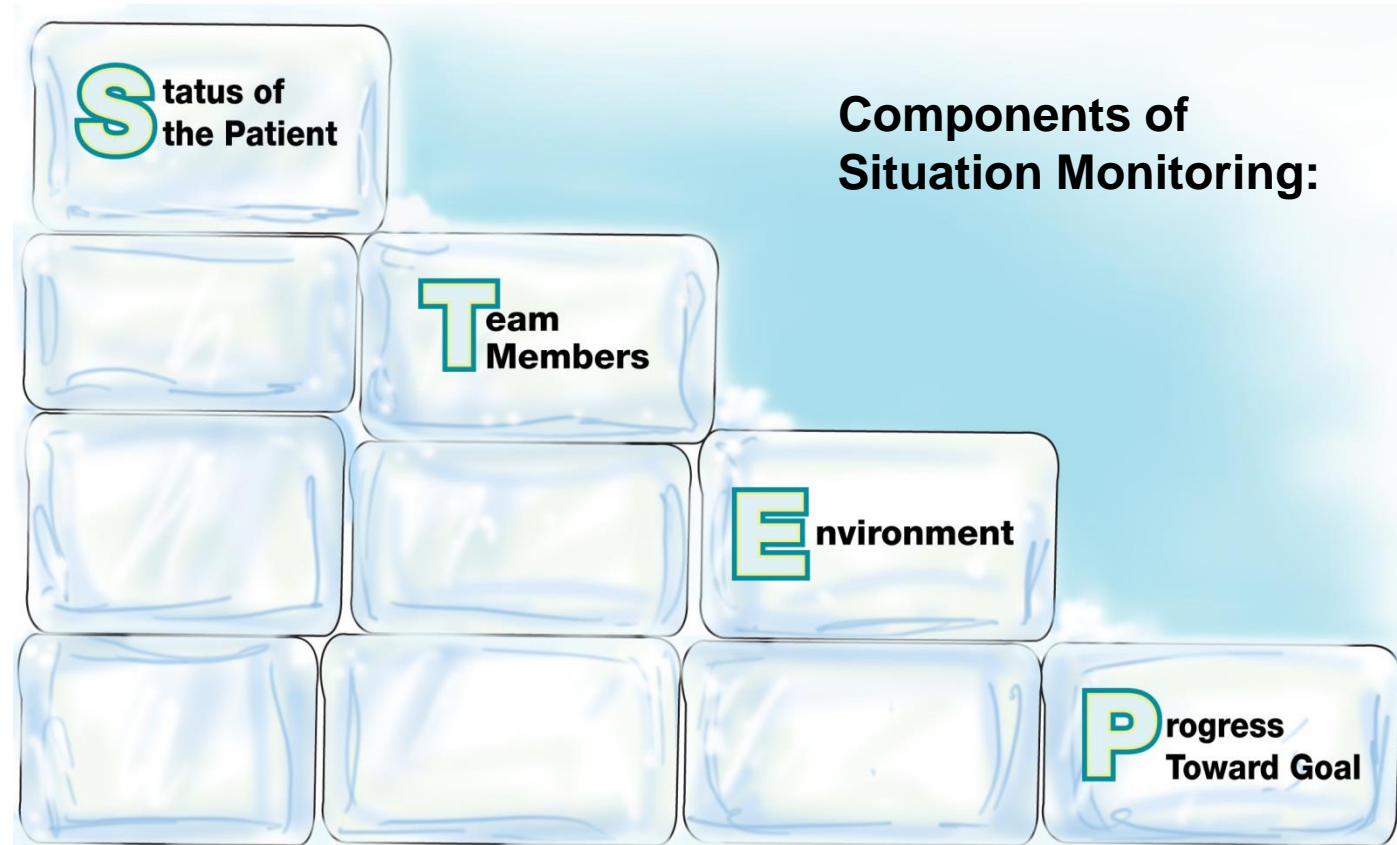 Components of
Situation Monitoring:
Status of
the Patient
Team
Members
Environment
Progress
Toward Goal